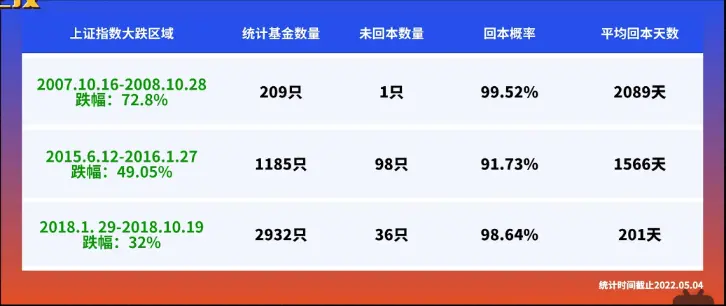 上证指数大跌区域 统计基金数量 未回本数量 回本概率 平均回本天数
2007.10.16-2008.10.28
跌幅：72.8% 209只 1只 99.52% 2089天
2015.6.12-2016.1.27
跌幅：49.05% 1185只 98只 91.73% 1566天
2018.1. 29-2018.10.19
跌幅：32% 2932只 36只 98.64% 201天
统计时间截止2022.05.04